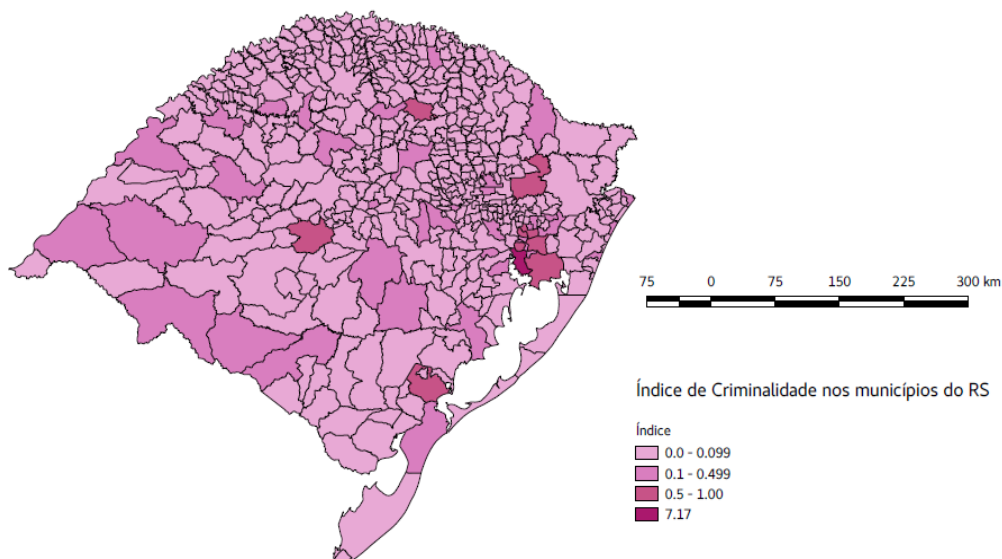 75 0 75 150 225 300 km
Índice de Criminalidade nos municípios do RS
Índice
0.0 - 0.099
0.1 - 0.499
0.5 - 1.00
7.17